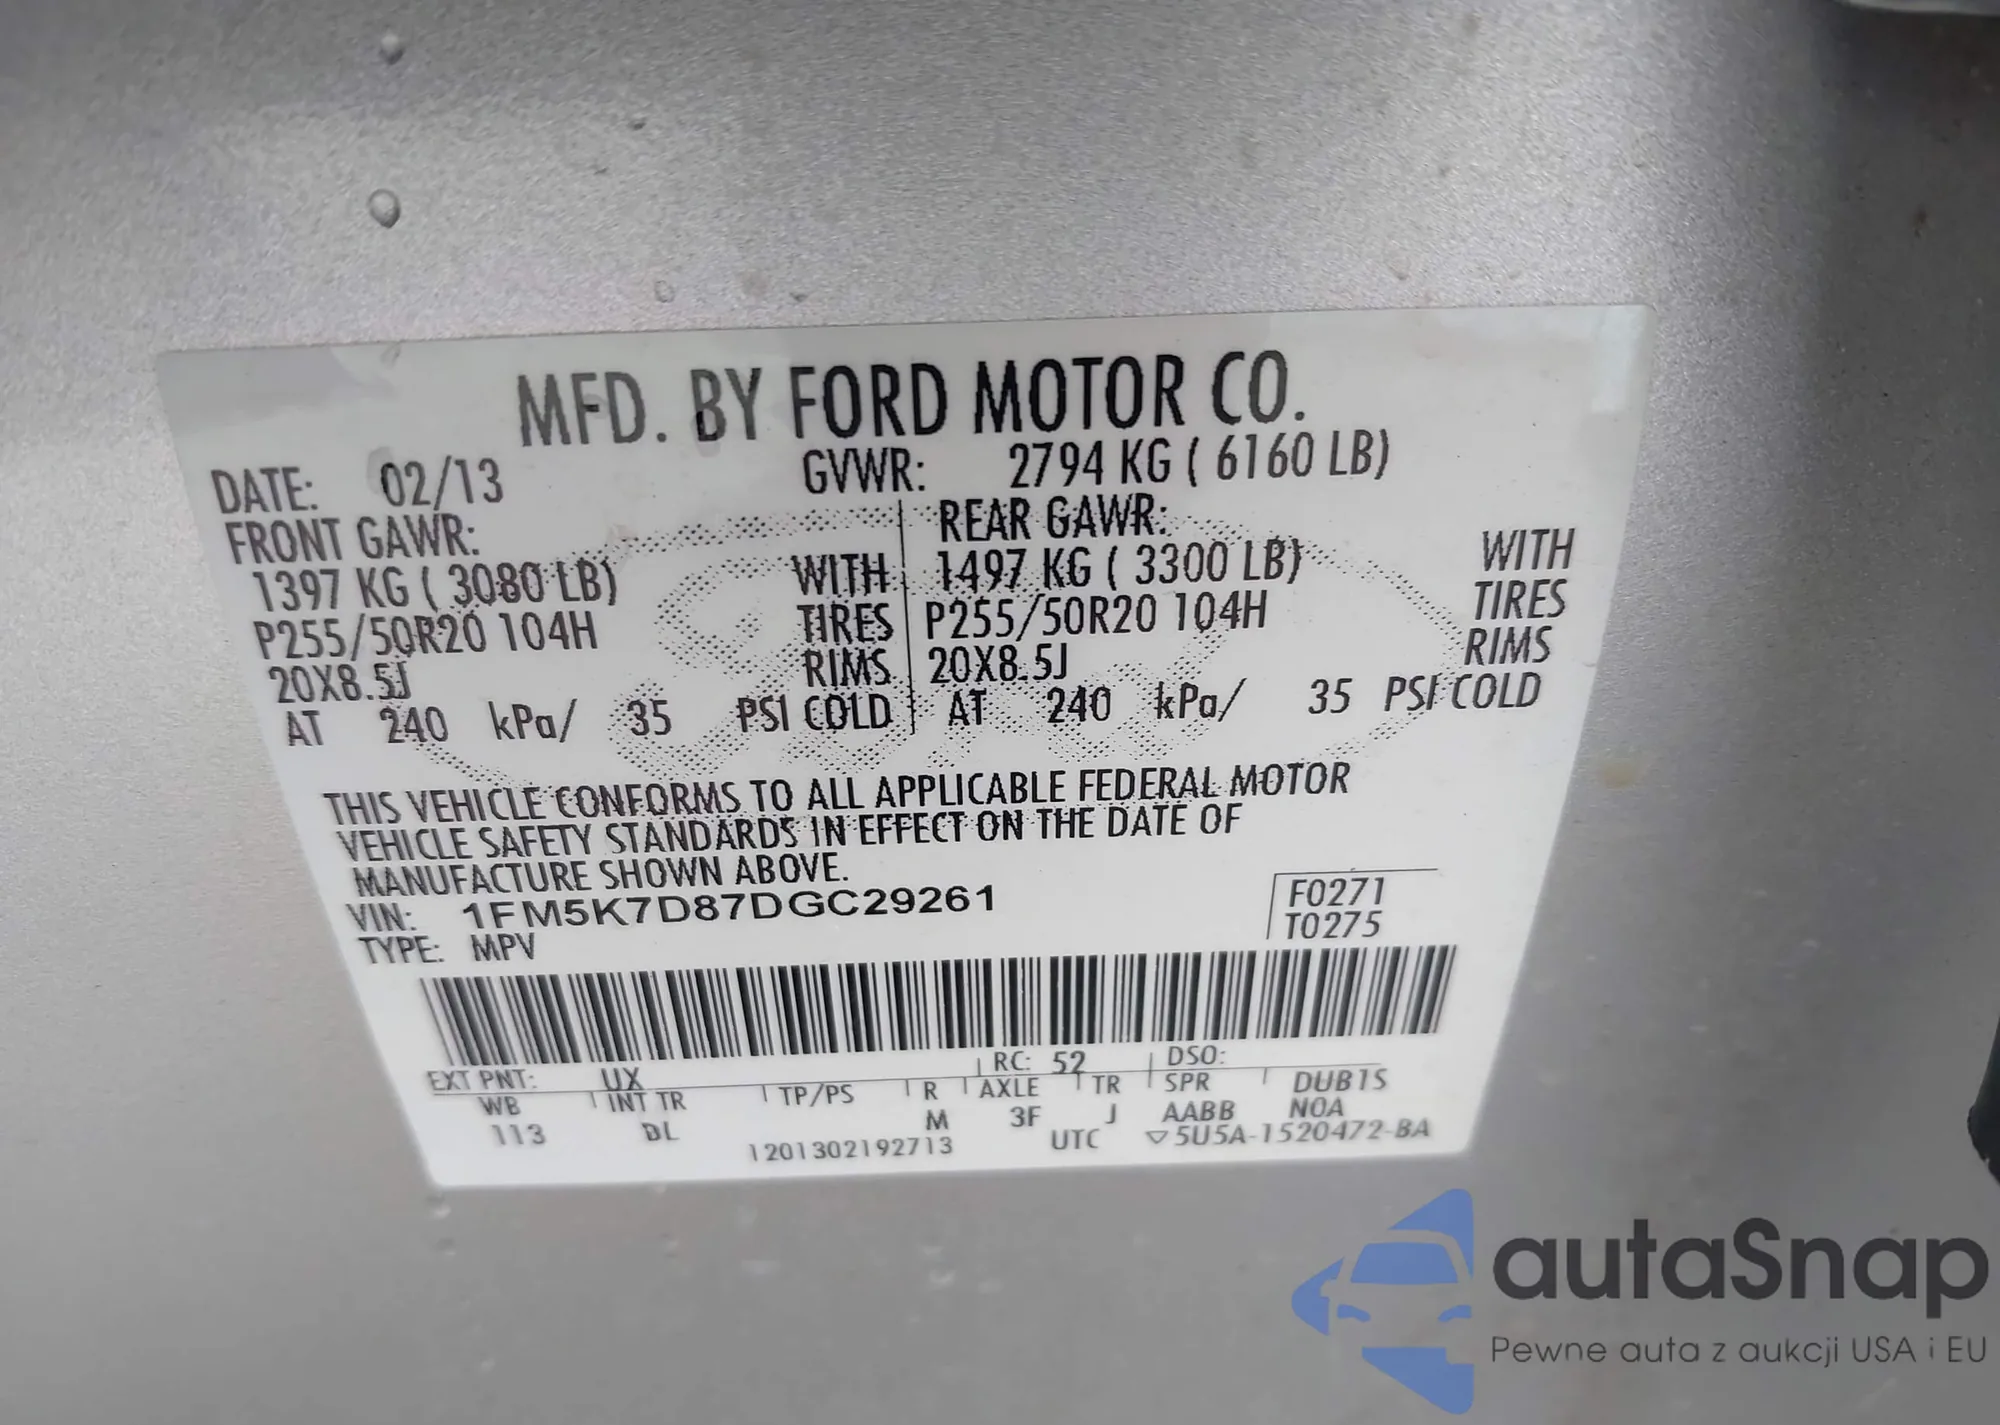 MFD. BY FORD MOTOR CO.
DATE: 02/13 GVWR: 2794 KG ( 6160 LB)
FRONT GAWR: REAR GAWR:
1397 KG ( 3080 LB) WITH 1497 KG ( 3300 LB) WITH
P255/50R20 104H TIRES P255/50R20 104H TIRES
20X8.5J RIMS 20X8.5J RIMS
AT 240 kPa/ 35 PSI COLD AT 240 kPa/ 35 PSI COLD
THIS VEHICLE CONFORMS TO ALL APPLICABLE FEDERAL MOTOR
VEHICLE SAFETY STANDARDS IN EFFECT ON THE DATE OF
MANUFACTURE SHOWN ABOVE.
VIN: 1FM5K7D87DGC29261 F0271
TYPE: MPV T0275
EXT PNT: UX RC: 52 DSO:
WB INT TR TP/PS R AXLE TR SPR DUB1S
113 DL M 3F J AABB N0A
1201302192713 UTC ▽5U5A-1520472-BA
autaSnap
Pewne auta z aukcji USA i EU